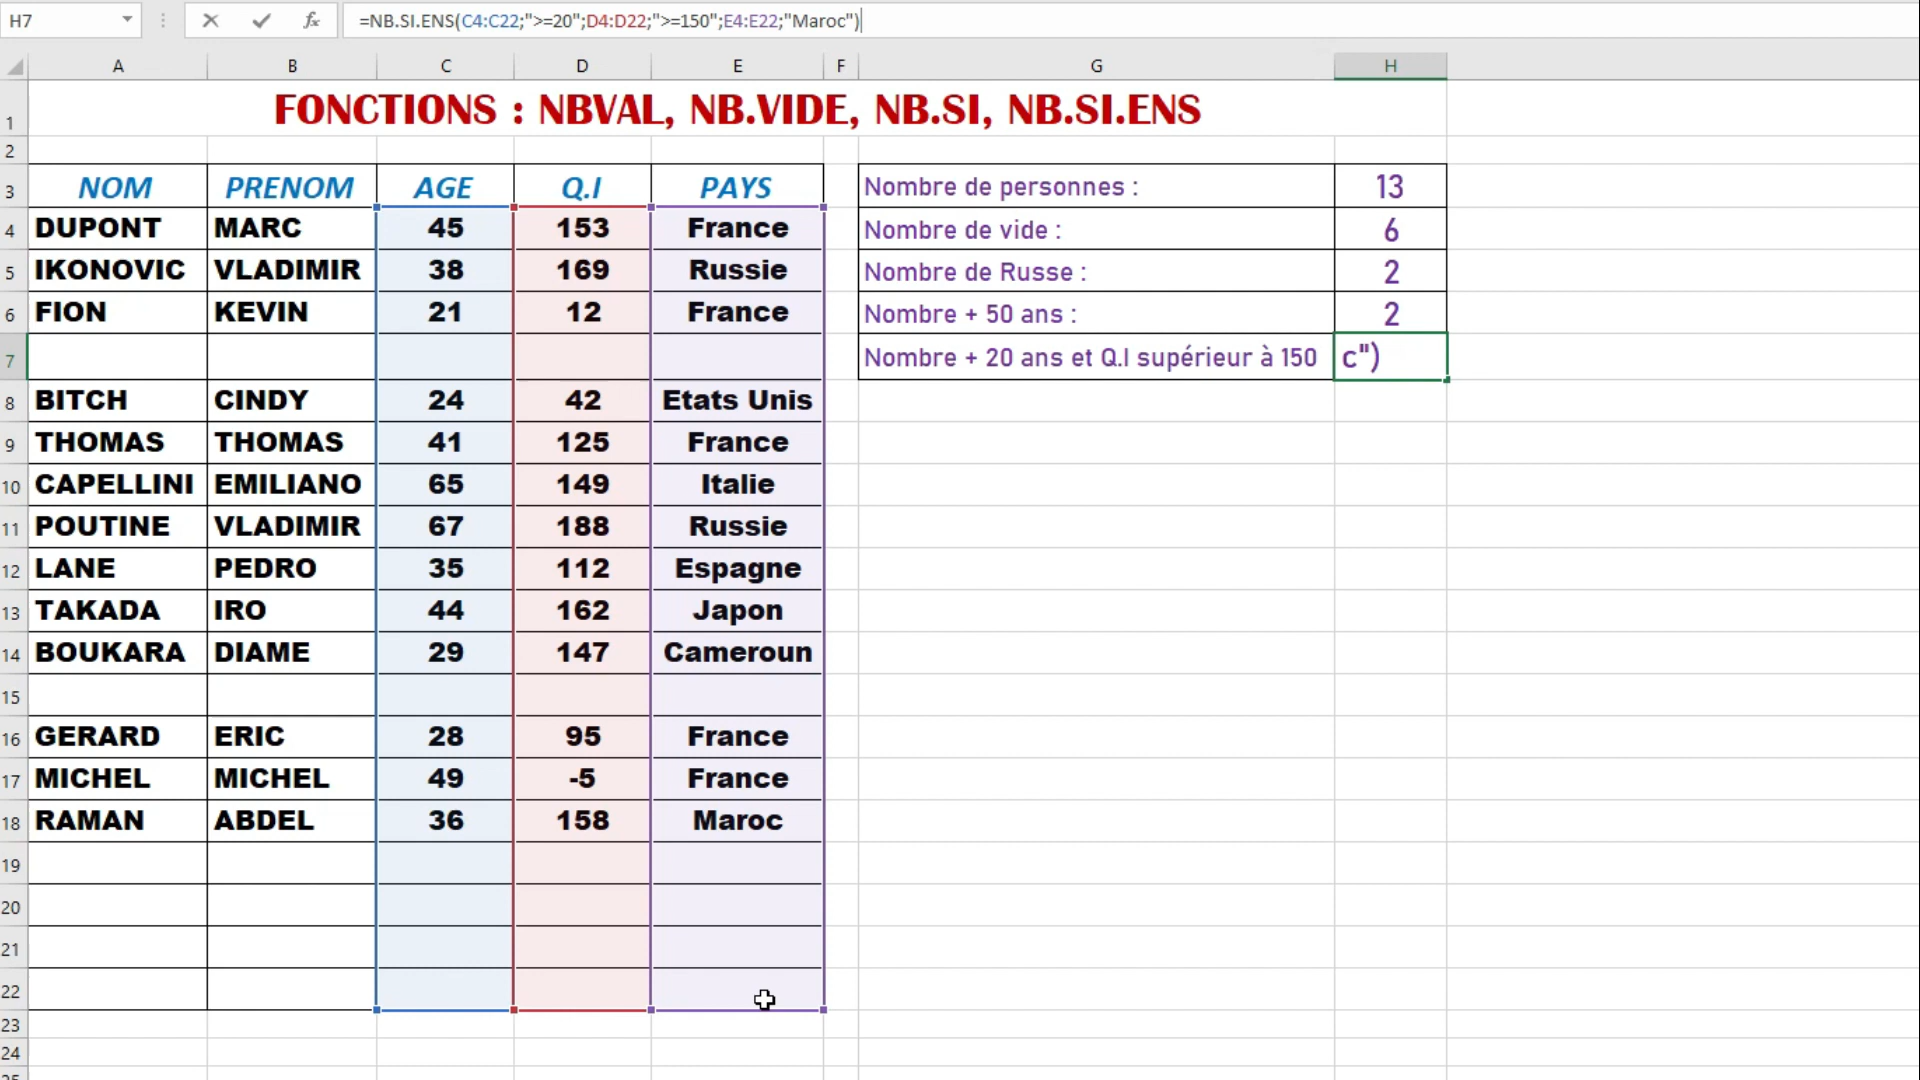 H7
=NB.SI.ENS(C4:C22;">=20";D4:D22;">=150";E4:E22;"Maroc")
A B C D E F G H
1 FONCTIONS : NBVAL, NB.VIDE, NB.SI, NB.SI.ENS
2
3 NOM PRENOM AGE Q.I PAYS Nombre de personnes : 13
4 DUPONT MARC 45 153 France Nombre de vide : 6
5 IKONOVIC VLADIMIR 38 169 Russie Nombre de Russe : 2
6 FION KEVIN 21 12 France Nombre + 50 ans : 2
7 Nombre + 20 ans et Q.I supérieur à 150 c")
8 BITCH CINDY 24 42 Etats Unis
9 THOMAS THOMAS 41 125 France
10 CAPELLINI EMILIANO 65 149 Italie
11 POUTINE VLADIMIR 67 188 Russie
12 LANE PEDRO 35 112 Espagne
13 TAKADA IRO 44 162 Japon
14 BOUKARA DIAME 29 147 Cameroun
15
16 GERARD ERIC 28 95 France
17 MICHEL MICHEL 49 -5 France
18 RAMAN ABDEL 36 158 Maroc
19
20
21
22
23
24